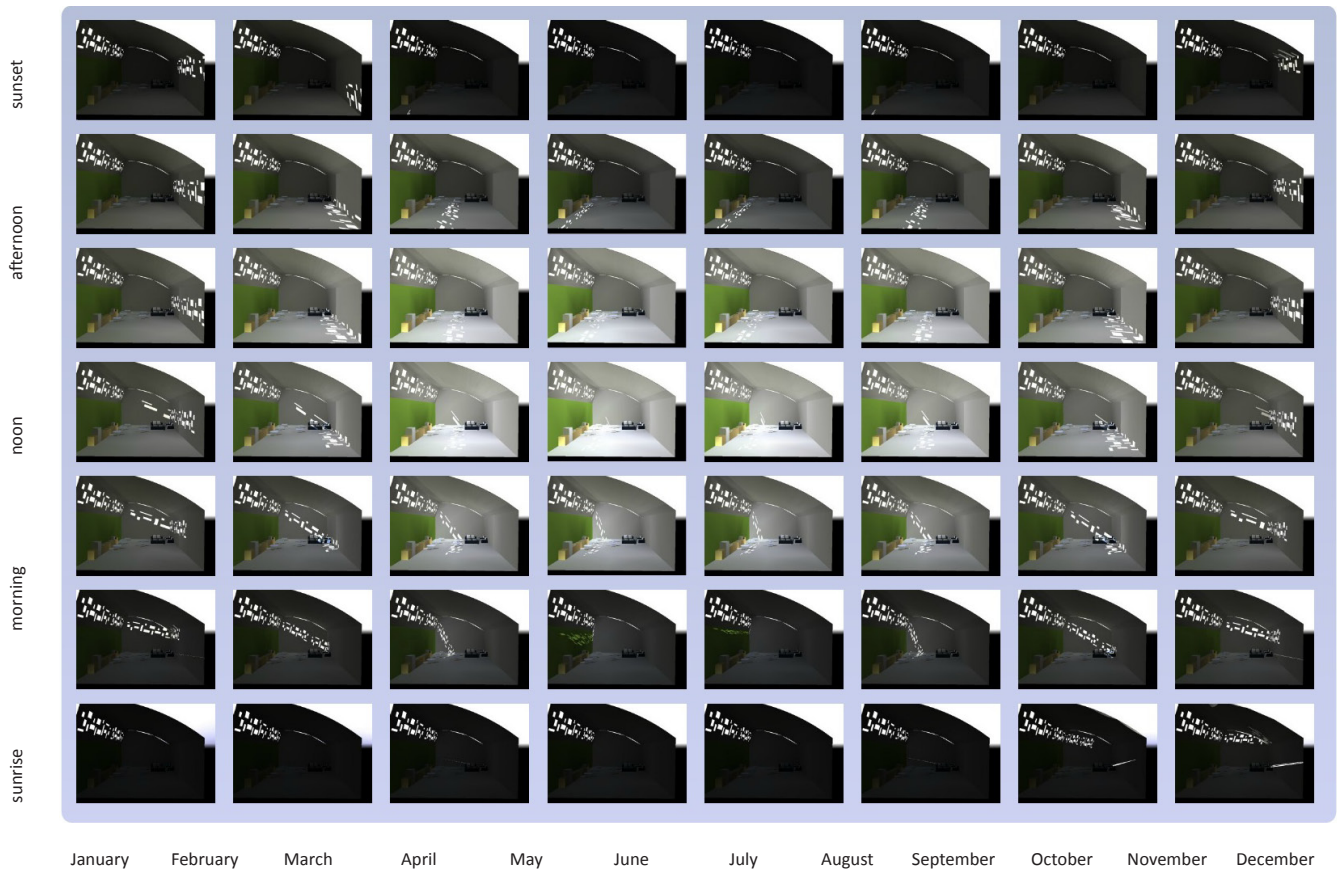 sunset
afternoon
noon
morning
sunrise
January February March April May June July August September October November December